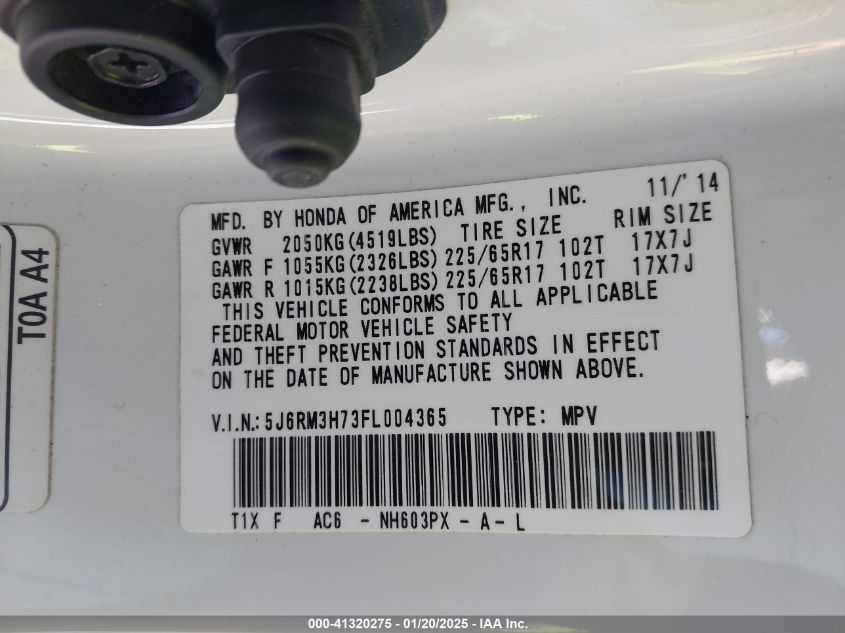 MFD. BY HONDA OF AMERICA MFG., INC. 11/'14
GVWR 2050KG(4519LBS) TIRE SIZE RIM SIZE
GAWR F 1055KG(2326LBS) 225/65R17 102T 17X7J
GAWR R 1015KG(2238LBS) 225/65R17 102T 17X7J
THIS VEHICLE CONFORMS TO ALL APPLICABLE
FEDERAL MOTOR VEHICLE SAFETY
AND THEFT PREVENTION STANDARDS IN EFFECT
ON THE DATE OF MANUFACTURE SHOWN ABOVE.
V.I.N.: 5J6RM3H73FL004365 TYPE: MPV
T1X F AC6 - NH603PX - A - L
T0A A4
000-41320275 - 01/20/2025 - IAA Inc.